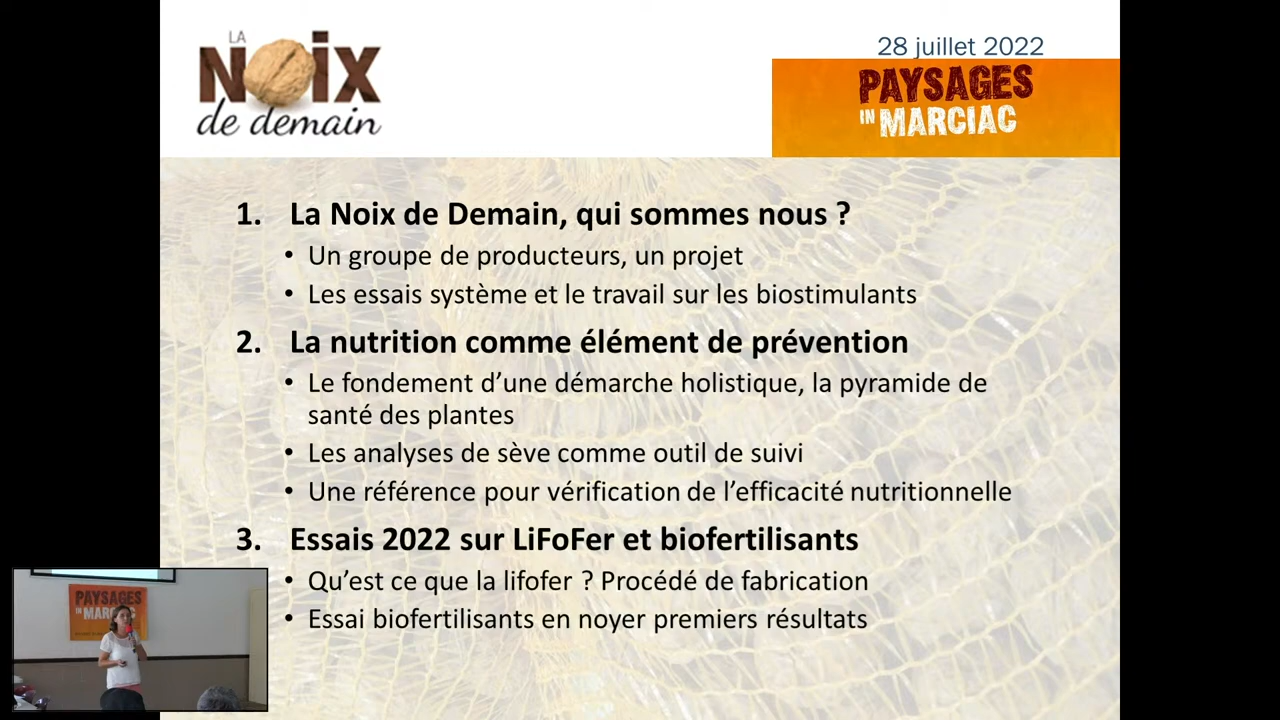 LA
NOIX
de demain
28 juillet 2022
PAYSAGES
IN MARCIAC
1. La Noix de Demain, qui sommes nous ?
• Un groupe de producteurs, un projet
• Les essais système et le travail sur les biostimulants
2. La nutrition comme élément de prévention
• Le fondement d’une démarche holistique, la pyramide de
santé des plantes
• Les analyses de sève comme outil de suivi
• Une référence pour vérification de l’efficacité nutritionnelle
3. Essais 2022 sur LiFoFer et biofertilisants
• Qu’est ce que la lifofer ? Procédé de fabrication
• Essai biofertilisants en noyer premiers résultats
PAYSAGES
IN MARCIAC